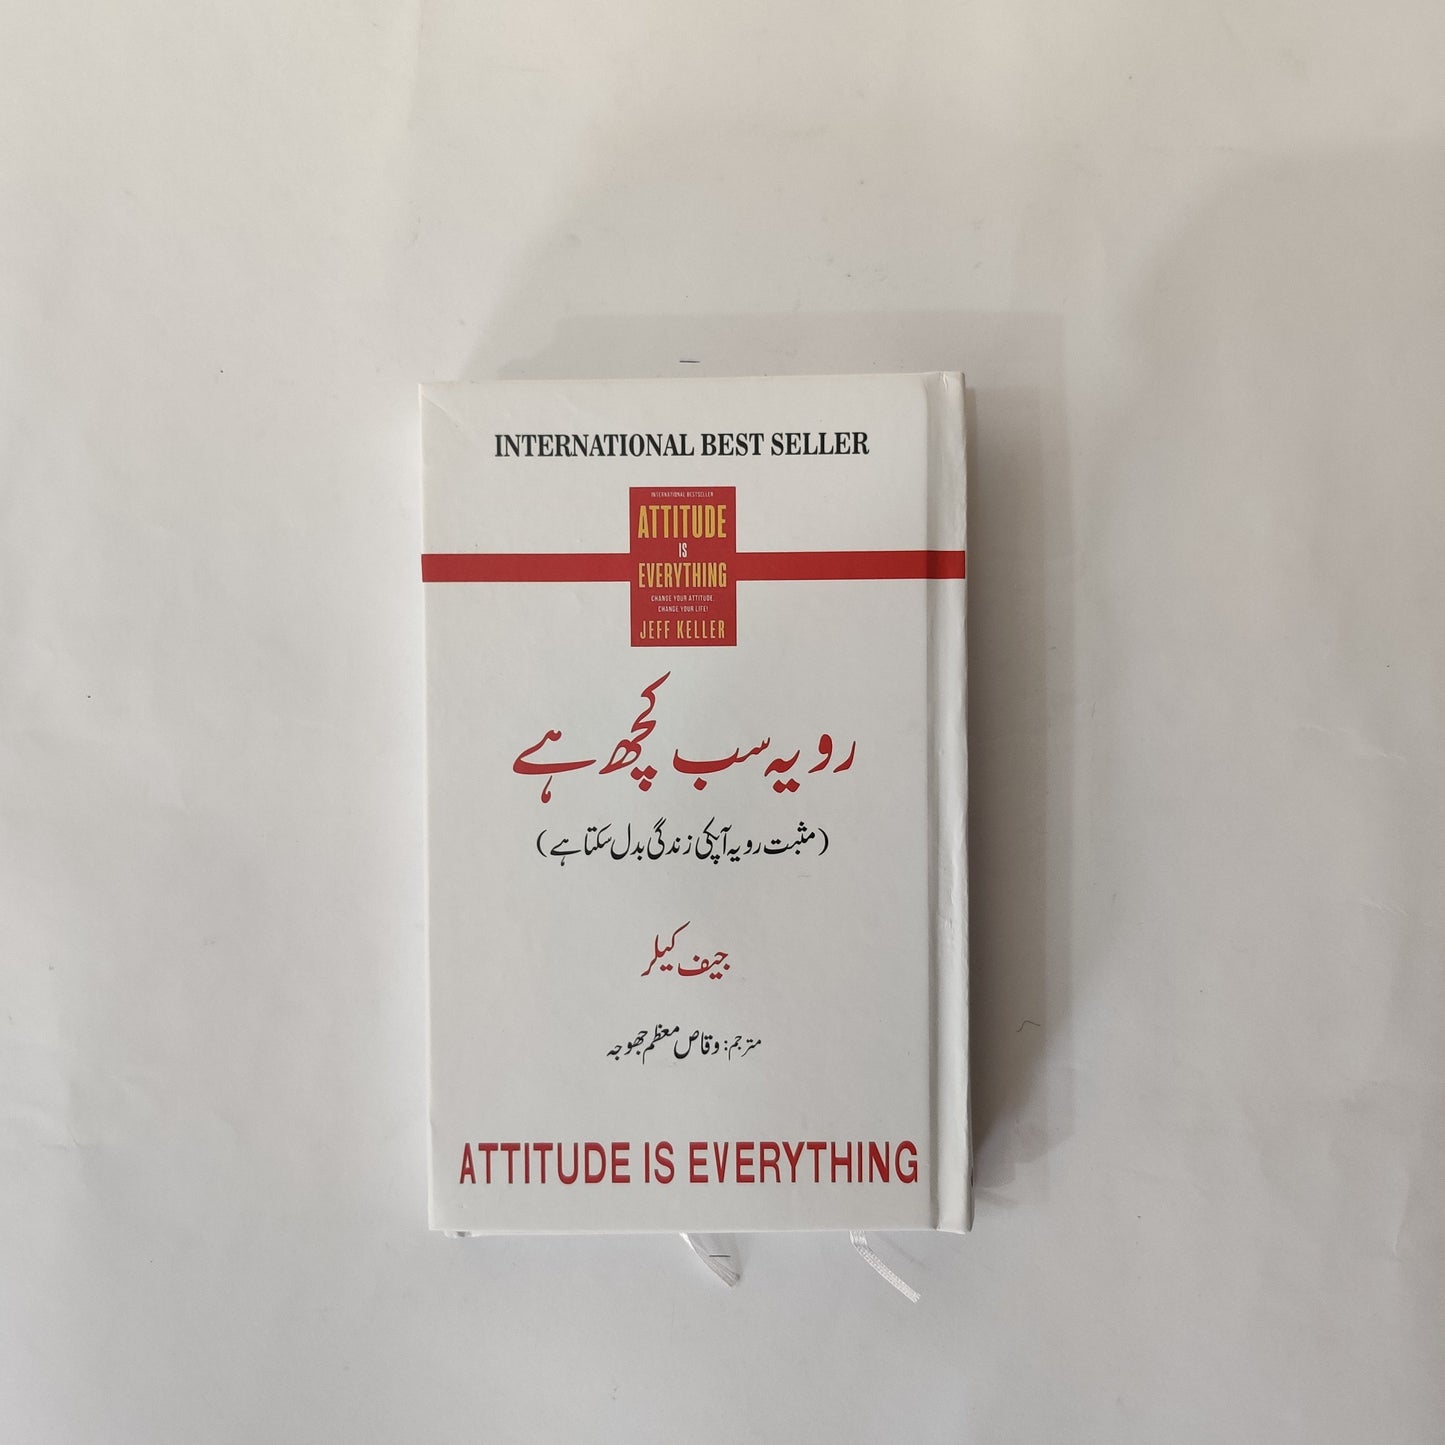 INTERNATIONAL BEST SELLER
INTERNATIONAL BESTSELLER
ATTITUDE
IS
EVERYTHING
CHANGE YOUR ATTITUDE.
CHANGE YOUR LIFE!
JEFF KELLER
رویہ سب کچھ ہے
(مثبت رویہ آپکی زندگی بدل سکتا ہے)
جیف کیلر
مترجم: وقاص معظم جھوجہ
ATTITUDE IS EVERYTHING